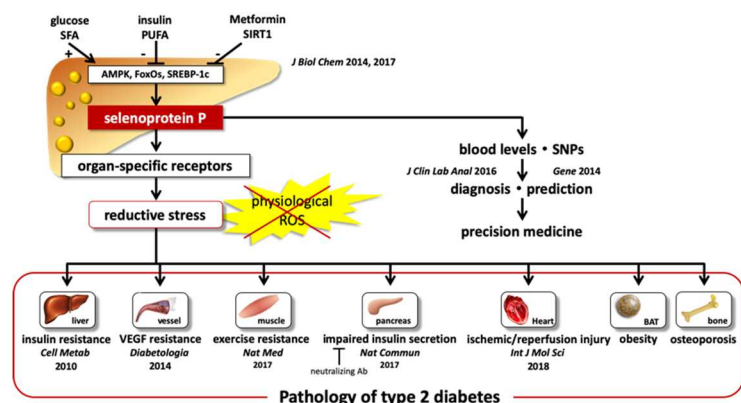 glucose
SFA
insulin
PUFA
Metformin
SIRT1
+
-
-
AMPK, FoxOs, SREBP-1c
J Biol Chem 2014, 2017
selenoprotein P
organ-specific receptors
reductive stress
physiological
ROS
blood levels・SNPs
J Clin Lab Anal 2016
Gene 2014
diagnosis・prediction
precision medicine
liver
vessel
muscle
pancreas
Heart
BAT
bone
insulin resistance
Cell Metab
2010
VEGF resistance
Diabetologia
2014
exercise resistance
Nat Med
2017
impaired insulin secretion
Nat Commun
2017
neutralizing Ab
ischemic/reperfusion injury
Int J Mol Sci
2018
obesity
osteoporosis
Pathology of type 2 diabetes